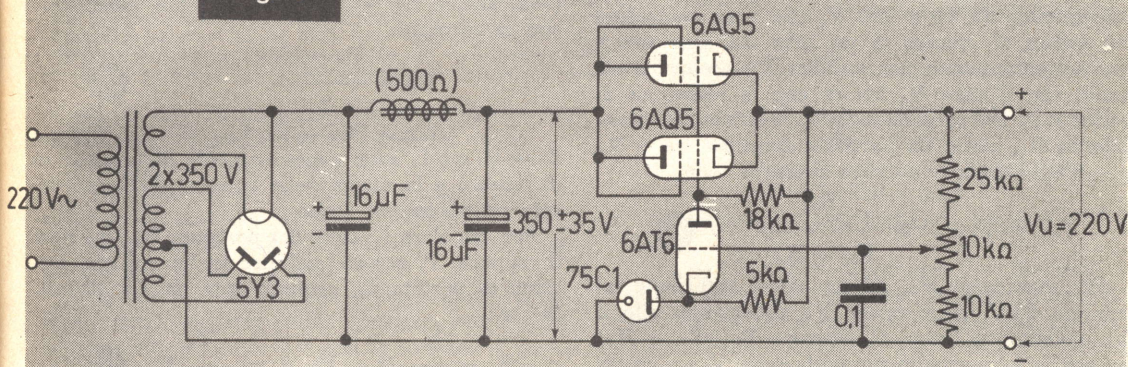 6AQ5
(500Ω)
6AQ5
2x350 V
220V~
+
16µF
-
+
350±35V
-
16µF
18kΩ
6AT6
75C1
5kΩ
5Y3
0,1
+
25kΩ
10kΩ
10kΩ
Vu=220V
-